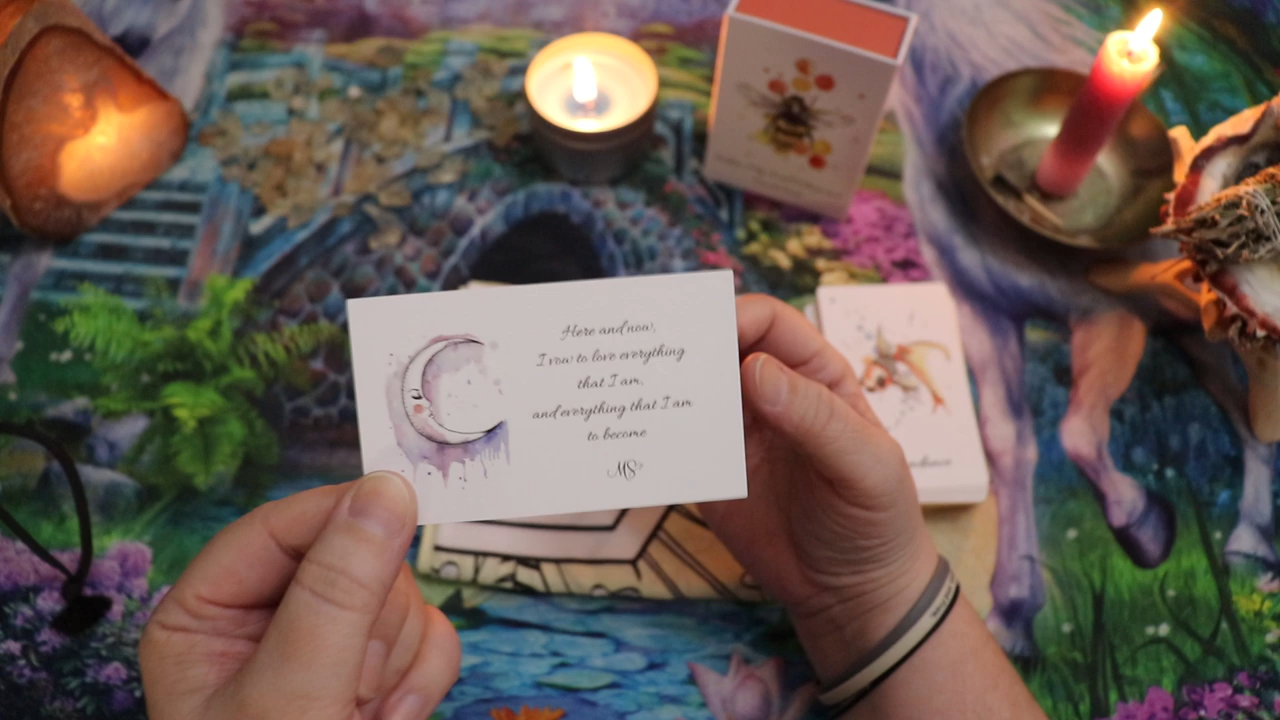 Here and now,
I vow to love everything
that I am,
and everything that I am
to become
MS